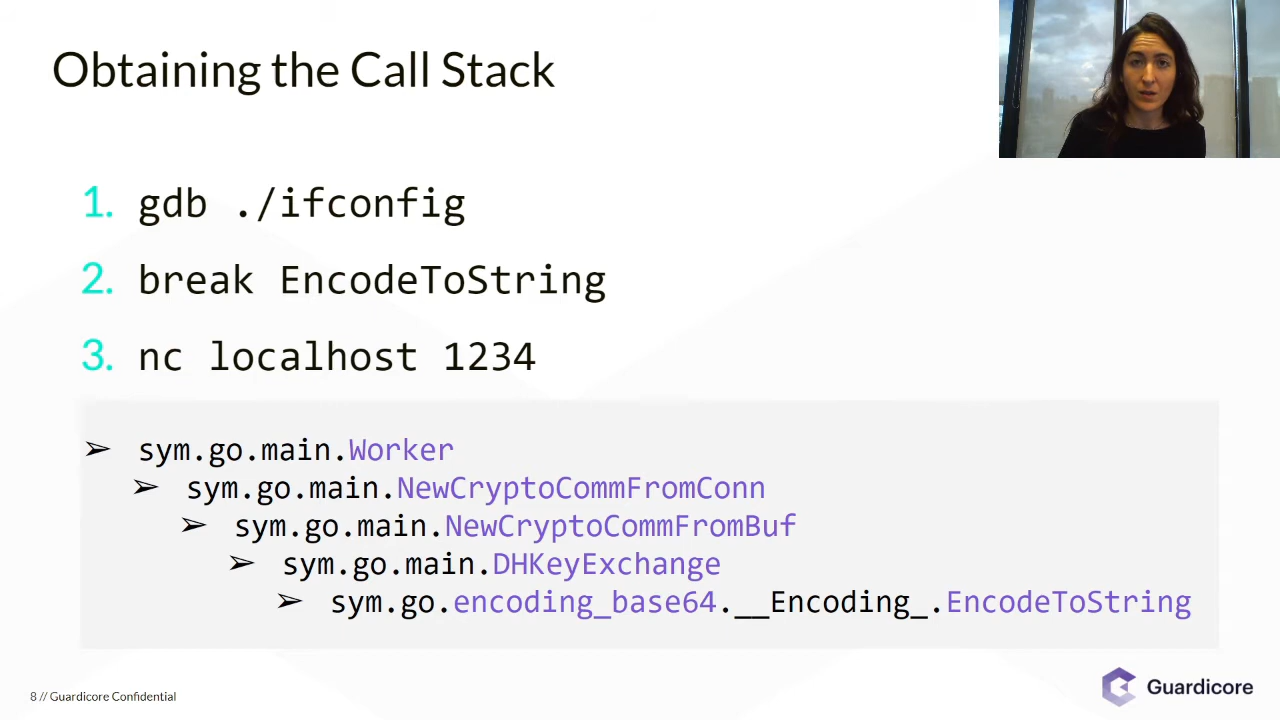 Obtaining the Call Stack
1. gdb ./ifconfig
2. break EncodeToString
3. nc localhost 1234
➢ sym.go.main.Worker
➢ sym.go.main.NewCryptoCommFromConn
➢ sym.go.main.NewCryptoCommFromBuf
➢ sym.go.main.DHKeyExchange
➢ sym.go.encoding_base64.__Encoding_.EncodeToString
8 // Guardicore Confidential
Guardicore